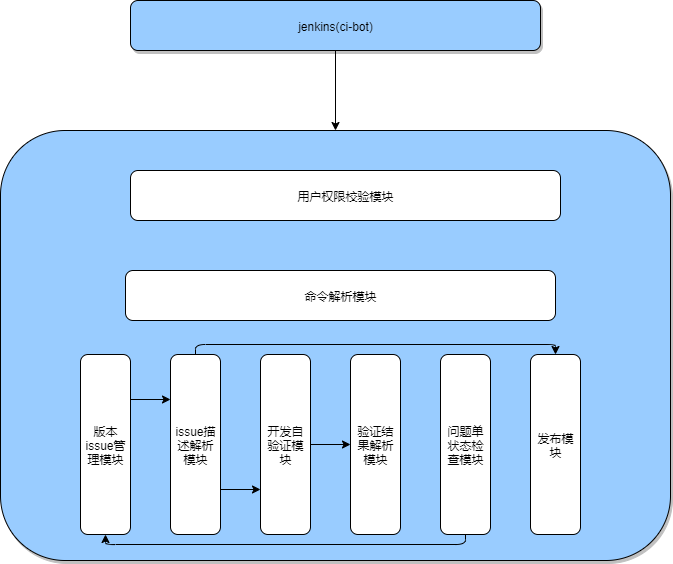 jenkins(ci-bot)
用户权限校验模块
命令解析模块
版本
issue管
理模块
issue描
述解析
模块
开发自
验证模
块
验证结
果解析
模块
问题单
状态检
查模块
发布模
块